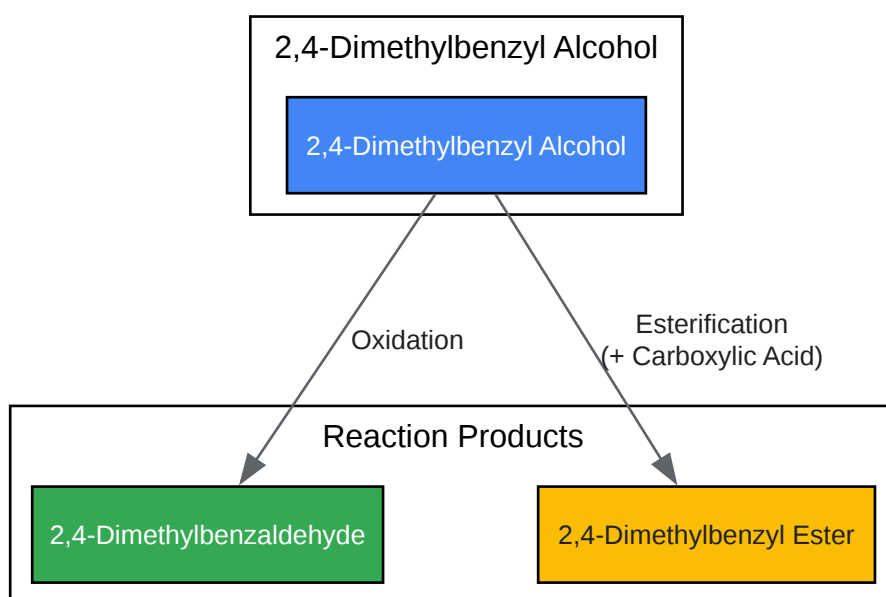 2,4-Dimethylbenzyl Alcohol
2,4-Dimethylbenzyl Alcohol
Oxidation
Esterification
(+ Carboxylic Acid)
Reaction Products
2,4-Dimethylbenzaldehyde
2,4-Dimethylbenzyl Ester